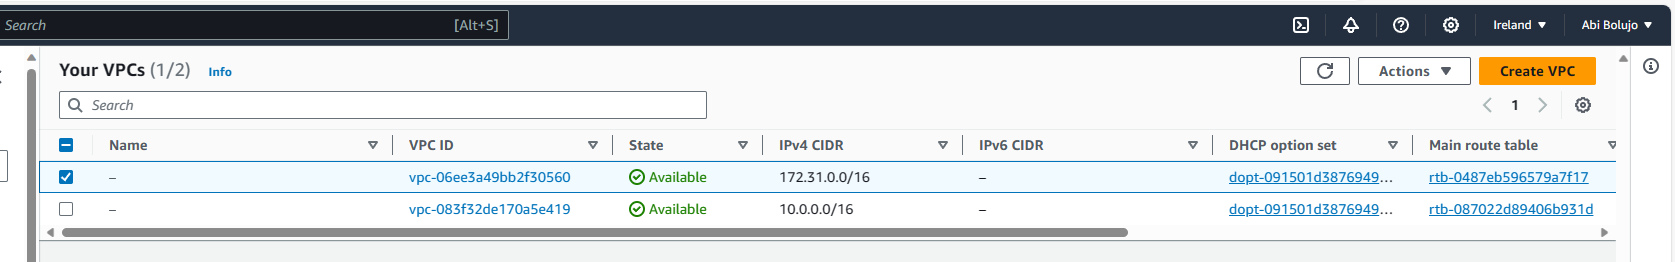 Search [Alt+S] Ireland ▼ Abi Bolujo ▼
Your VPCs (1/2) Info Actions ▼ Create VPC
Search 1
Name VPC ID State IPv4 CIDR IPv6 CIDR DHCP option set Main route table
– vpc-06ee3a49bb2f30560 Available 172.31.0.0/16 – dopt-091501d3876949... rtb-0487eb596579a7f17
– vpc-083f32de170a5e419 Available 10.0.0.0/16 – dopt-091501d3876949... rtb-087022d89406b931d